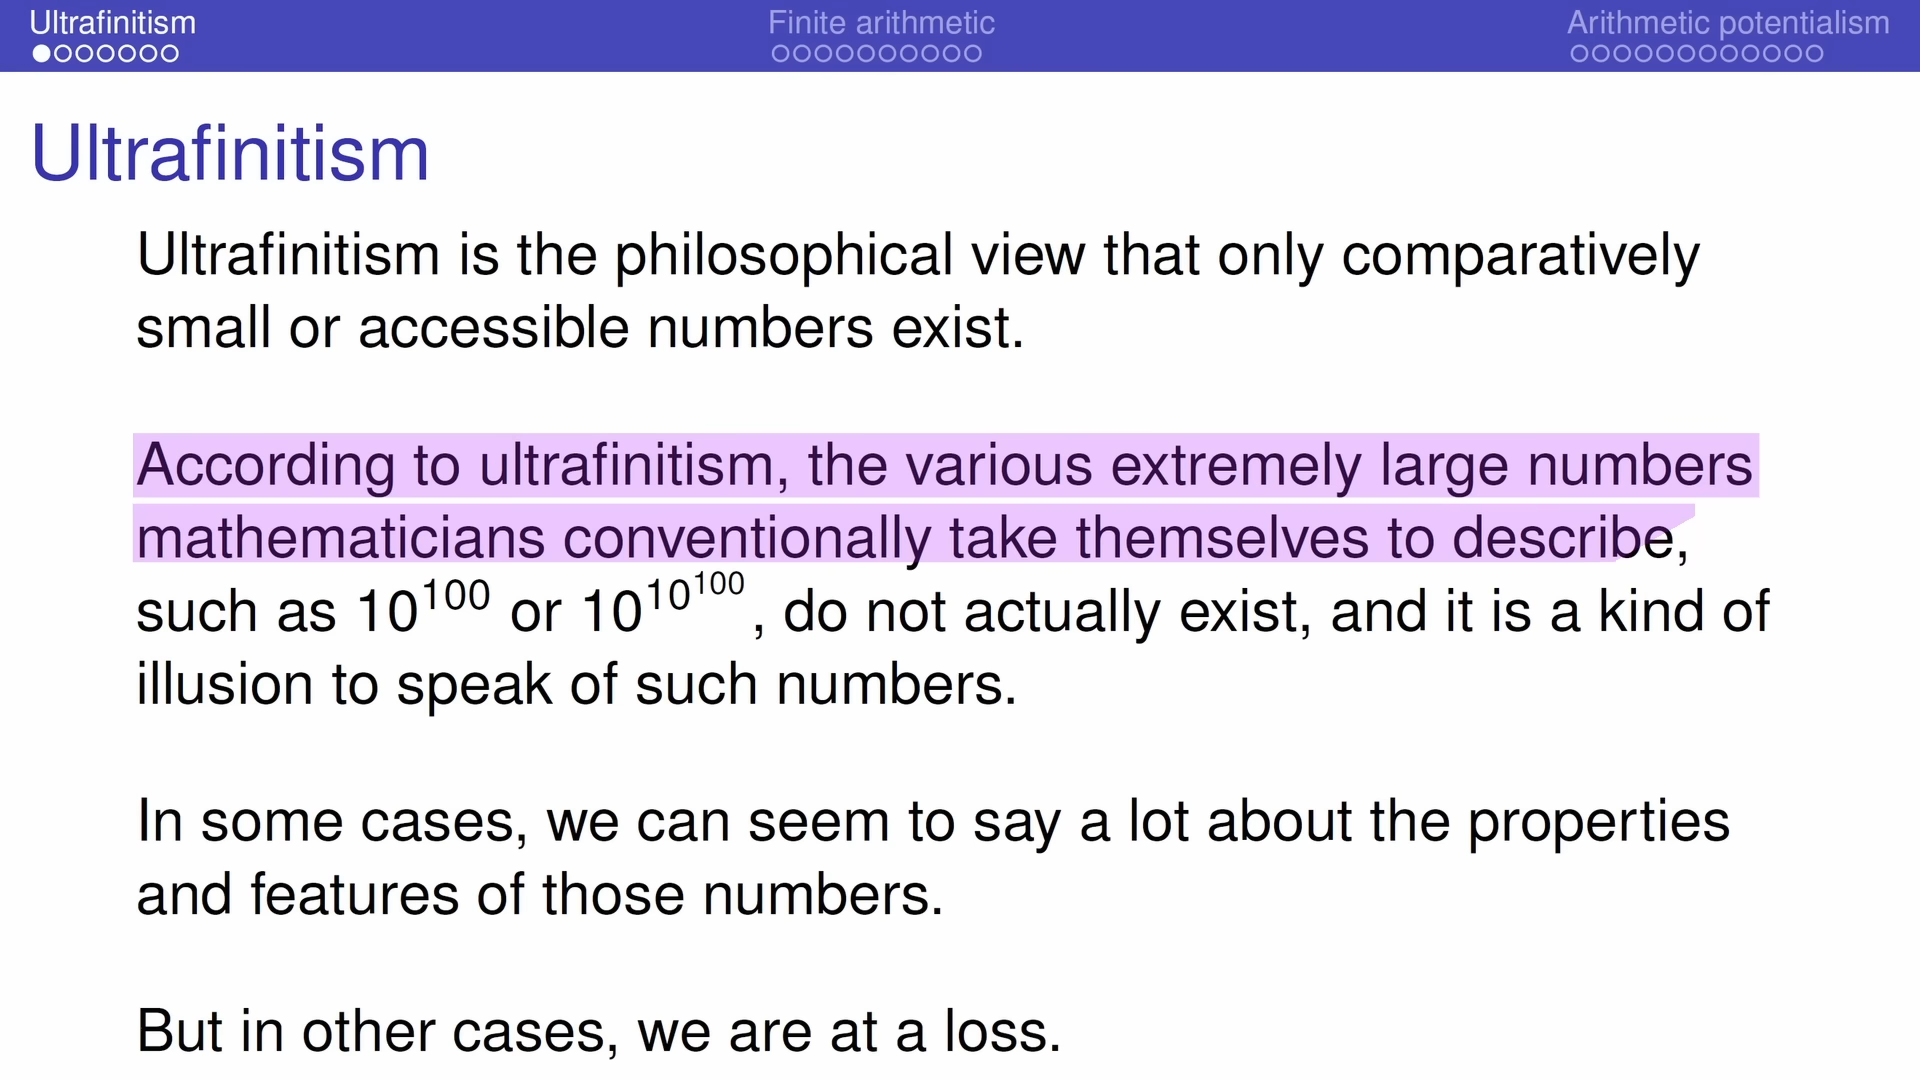 Ultrafinitism Finite arithmetic Arithmetic potentialism
Ultrafinitism
Ultrafinitism is the philosophical view that only comparatively
small or accessible numbers exist.
According to ultrafinitism, the various extremely large numbers
mathematicians conventionally take themselves to describe,
such as 10^100 or 10^10^100, do not actually exist, and it is a kind of
illusion to speak of such numbers.
In some cases, we can seem to say a lot about the properties
and features of those numbers.
But in other cases, we are at a loss.